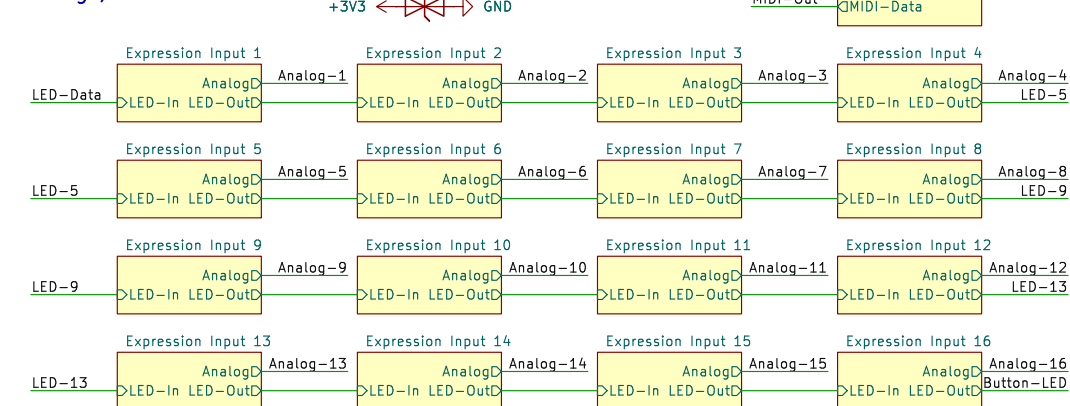 +3V3 GND
MIDI-Data
Expression Input 1 Expression Input 2 Expression Input 3 Expression Input 4
Analog Analog-1 Analog Analog-2 Analog Analog-3 Analog Analog-4
LED-Data LED-In LED-Out LED-In LED-Out LED-In LED-Out LED-In LED-Out LED-5
Expression Input 5 Expression Input 6 Expression Input 7 Expression Input 8
Analog Analog-5 Analog Analog-6 Analog Analog-7 Analog Analog-8
LED-5 LED-In LED-Out LED-In LED-Out LED-In LED-Out LED-In LED-Out LED-9
Expression Input 9 Expression Input 10 Expression Input 11 Expression Input 12
Analog Analog-9 Analog Analog-10 Analog Analog-11 Analog Analog-12
LED-9 LED-In LED-Out LED-In LED-Out LED-In LED-Out LED-In LED-Out LED-13
Expression Input 13 Expression Input 14 Expression Input 15 Expression Input 16
Analog Analog-13 Analog Analog-14 Analog Analog-15 Analog Analog-16
LED-13 LED-In LED-Out LED-In LED-Out LED-In LED-Out LED-In LED-Out Button-LED